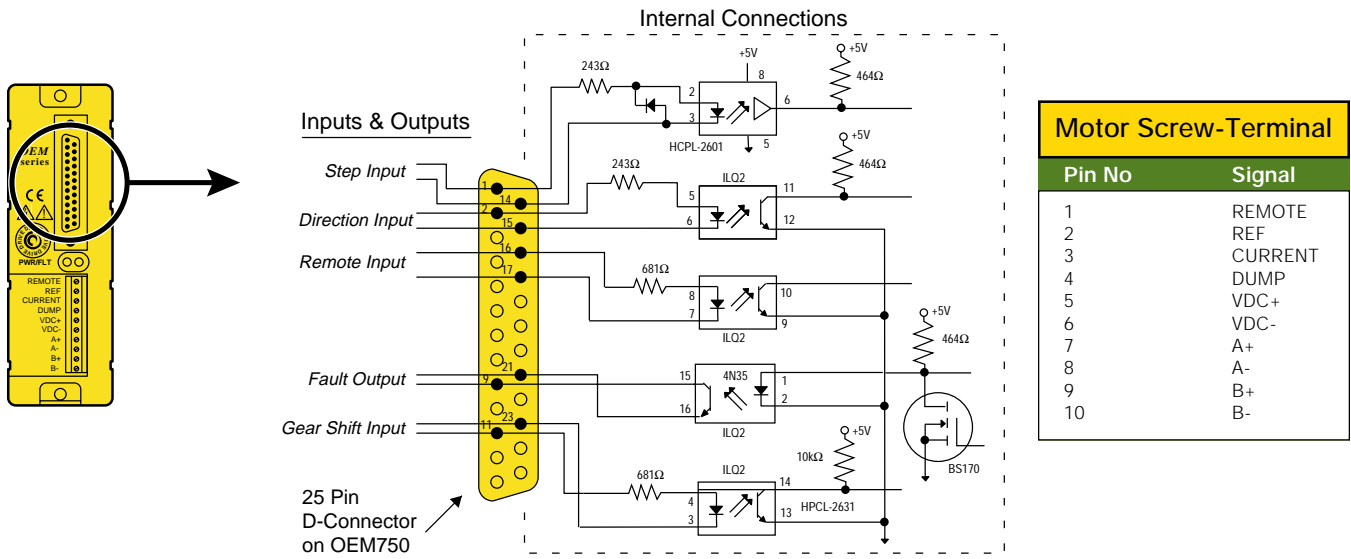 Internal Connections
Inputs & Outputs
Step Input
Direction Input
Remote Input
Fault Output
Gear Shift Input
25 Pin
D-Connector
on OEM750
OEM
series
CE
PWR/FLT
REMOTE
REF
CURRENT
DUMP
VDC+
VDC-
A+
A-
B+
B-
1
14
2
15
16
17
21
9
23
11
243Ω
2
3
+5V
8
6
5
HCPL-2601
+5V
464Ω
243Ω
5
6
ILQ2
11
12
+5V
464Ω
681Ω
8
7
ILQ2
10
9
15
16
4N35
1
2
ILQ2
+5V
464Ω
BS170
681Ω
4
3
ILQ2
14
13
10kΩ
+5V
HPCL-2631
Motor Screw-Terminal
Pin No Signal
1 REMOTE
2 REF
3 CURRENT
4 DUMP
5 VDC+
6 VDC-
7 A+
8 A-
9 B+
10 B-